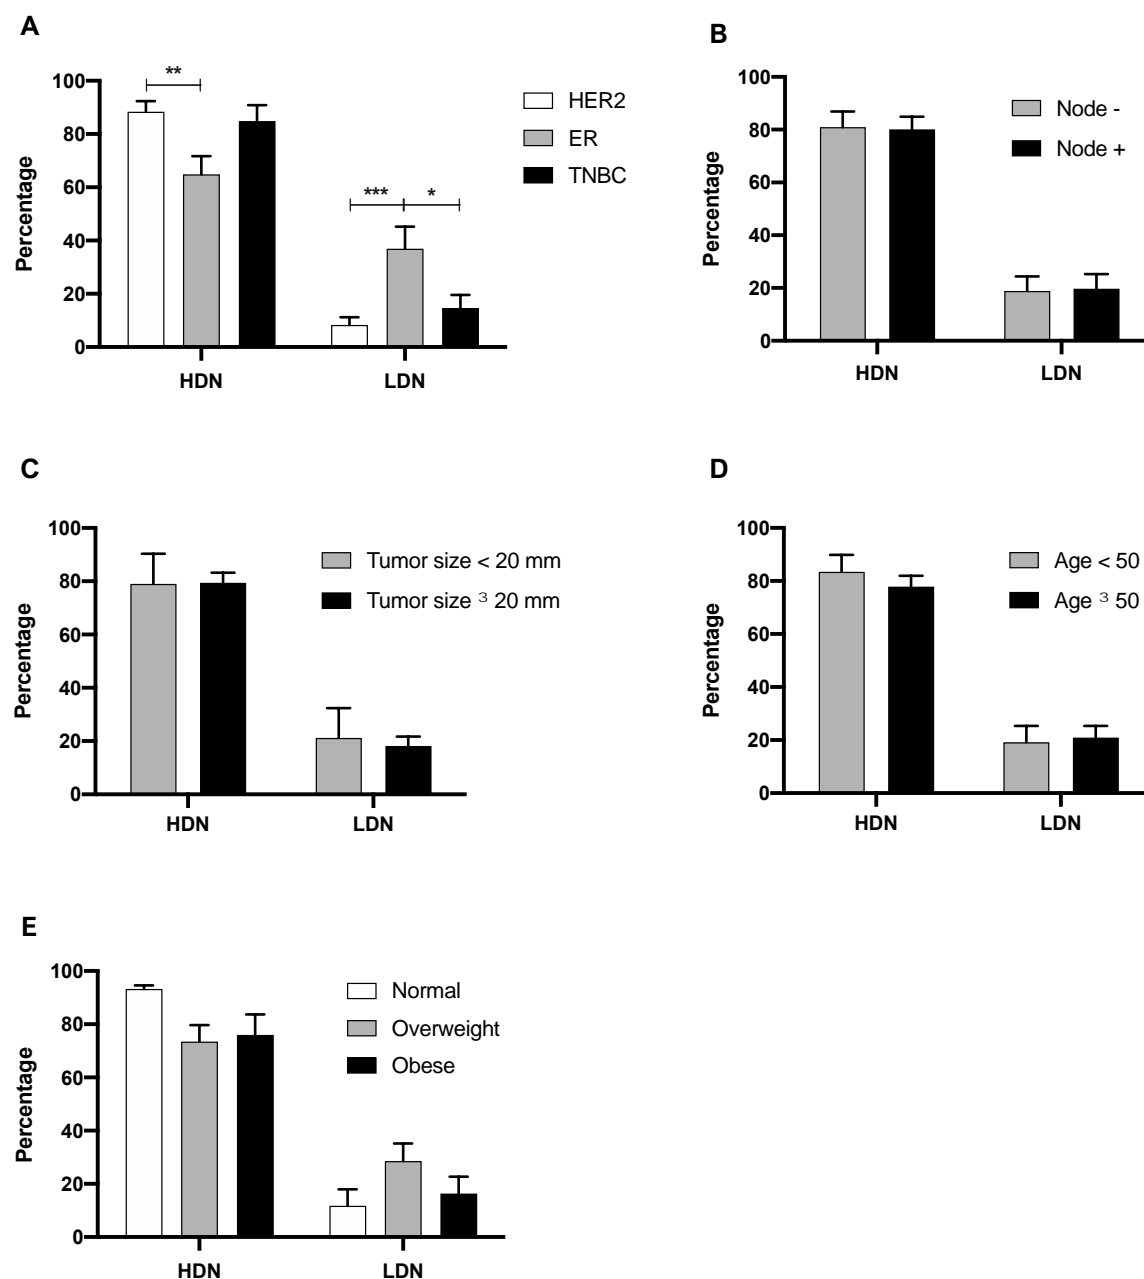 A
**
***
*
100
80
60
40
20
0
Percentage
HDN
LDN
HER2
ER
TNBC
B
100
80
60
40
20
0
Percentage
HDN
LDN
Node -
Node +
C
100
80
60
40
20
0
Percentage
HDN
LDN
Tumor size < 20 mm
Tumor size ³ 20 mm
D
100
80
60
40
20
0
Percentage
HDN
LDN
Age < 50
Age ³ 50
E
100
80
60
40
20
0
Percentage
HDN
LDN
Normal
Overweight
Obese